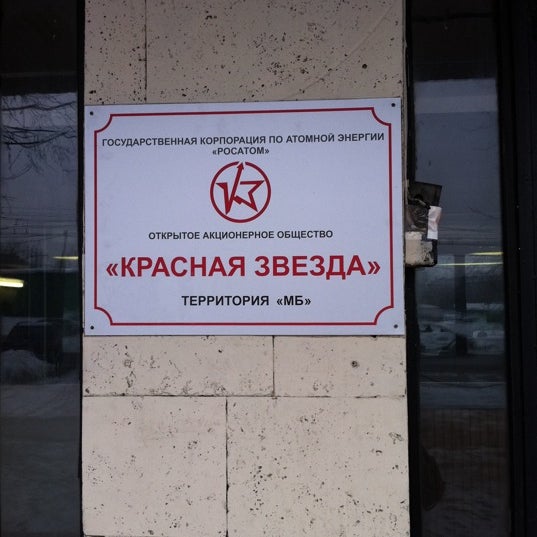 ГОСУДАРСТВЕННАЯ КОРПОРАЦИЯ ПО АТОМНОЙ ЭНЕРГИИ
«РОСАТОМ»
ОТКРЫТОЕ АКЦИОНЕРНОЕ ОБЩЕСТВО
«КРАСНАЯ ЗВЕЗДА»
ТЕРРИТОРИЯ «МБ»